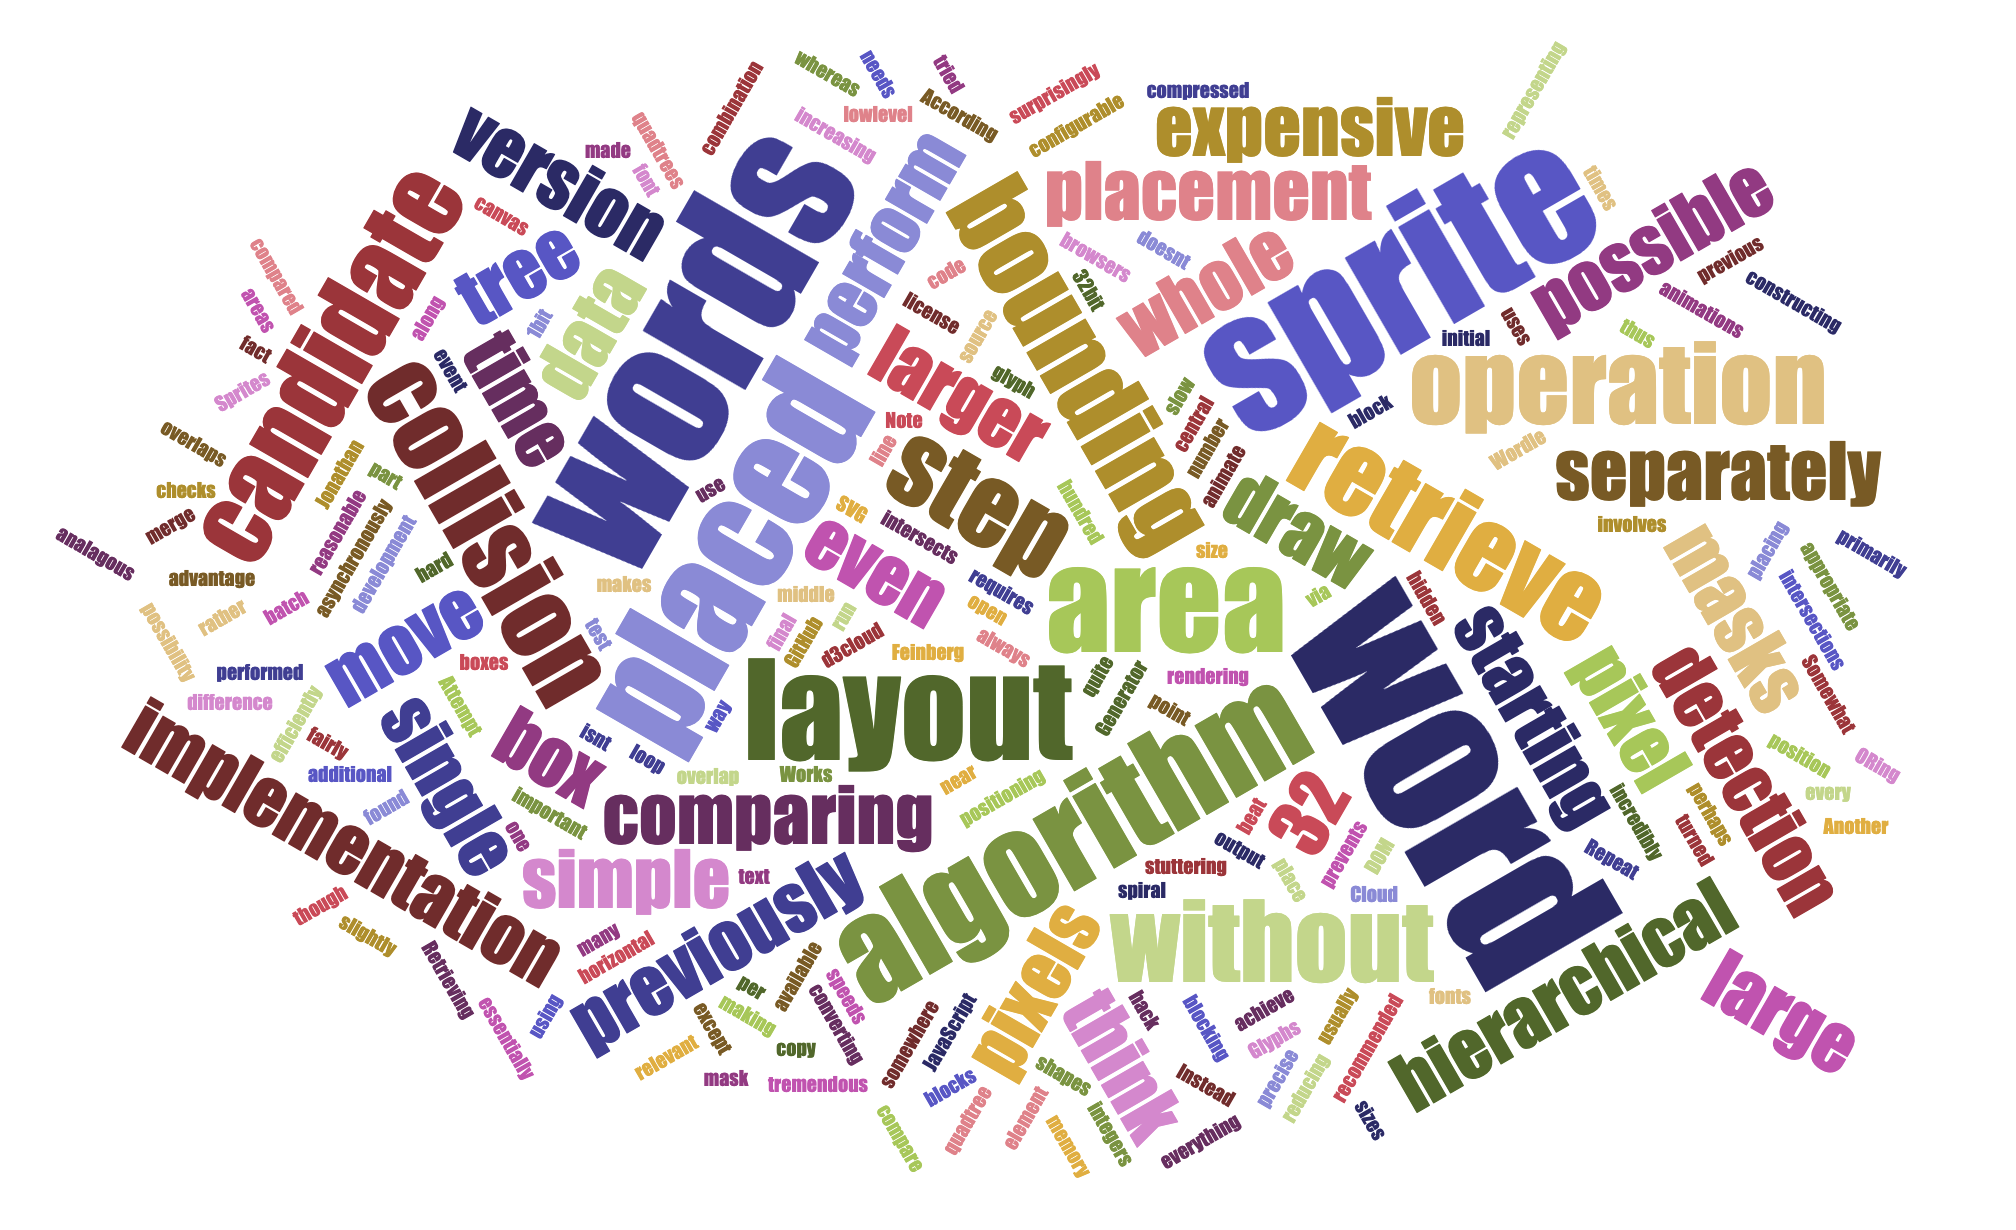 whereas
needs
tried
representing
combination
According
surprisingly
compressed
lowlevel
increasing
configurable
expensive
version
made
quadtrees
font
words
perform
bounding
placement
sprite
times
possible
candidate
canvas
tree
data
compared
areas
along
1bit
code
browsers
doesnt
32bit
whole
previous
animations
constructing
fact
event
time
license
source
larger
glyph
initial
uses
thus
Sprites
collision
placed
Note
line
slow
block
operation
overlaps
Jonathan
part
checks
merge
reasonable
asynchronously
development
hard
use
SVG
step
even
intersects
hundred
central
number
animate
draw
retrieve
Wordle
separately
involves
analagous
advantage
possibility
rather
batch
makes
middle
requires
open
size
area
via
hidden
masks
placing
primarily
appropriate
intersections
move
test
final
run
GitHub
d3cloud
Feinberg
always
word
starting
pixel
detection
Somewhat
performed
boxes
difference
efficiently
Attempt
layout
quite
Generator
rendering
point
implementation
fairly
single
box
isnt
loop
way
position
ORing
additional
found
important
one
overlap
Works
near
positioning
algorithm
32
beat
incredibly
perhaps
turned
every
Another
comparing
output
prevents
DOW
Repeat
simple
text
stuttering
spiral
place
Cloud
though
slightly
previously
without
hierarchical
many
horizontal
Retrieving
essentially
using
available
per
making
speeds
converting
pixels
think
hack
blocking
achieve
Glyphs
usually
fonts
large
relevant
except
copy
somewhere
JavaScript
mask
tremendous
blocks
shapes
Instead
precise
reducing
recommended
sizes
compare
quadtree
element
memory
integers
everything